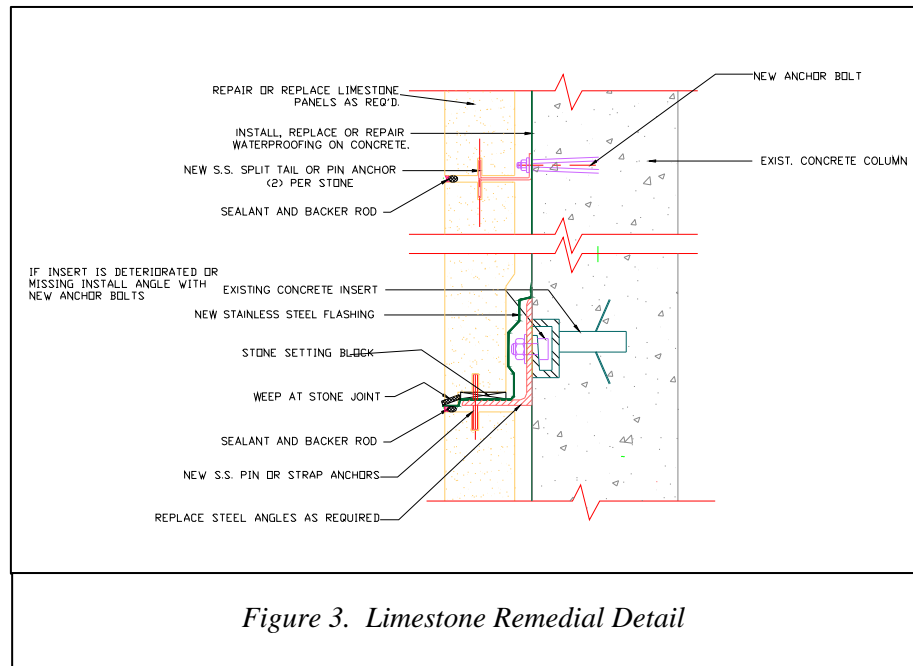 REPAIR OR REPLACE LIMESTONE
PANELS AS REQ'D.
NEW ANCHOR BOLT
INSTALL, REPLACE OR REPAIR
WATERPROOFING ON CONCRETE.
NEW S.S. SPLIT TAIL OR PIN ANCHOR
(2) PER STONE
EXIST. CONCRETE COLUMN
SEALANT AND BACKER ROD
IF INSERT IS DETERIORATED OR
MISSING INSTALL ANGLE WITH
NEW ANCHOR BOLTS
EXISTING CONCRETE INSERT
NEW STAINLESS STEEL FLASHING
STONE SETTING BLOCK
WEEP AT STONE JOINT
SEALANT AND BACKER ROD
NEW S.S. PIN OR STRAP ANCHORS
REPLACE STEEL ANGLES AS REQUIRED
Figure 3. Limestone Remedial Detail